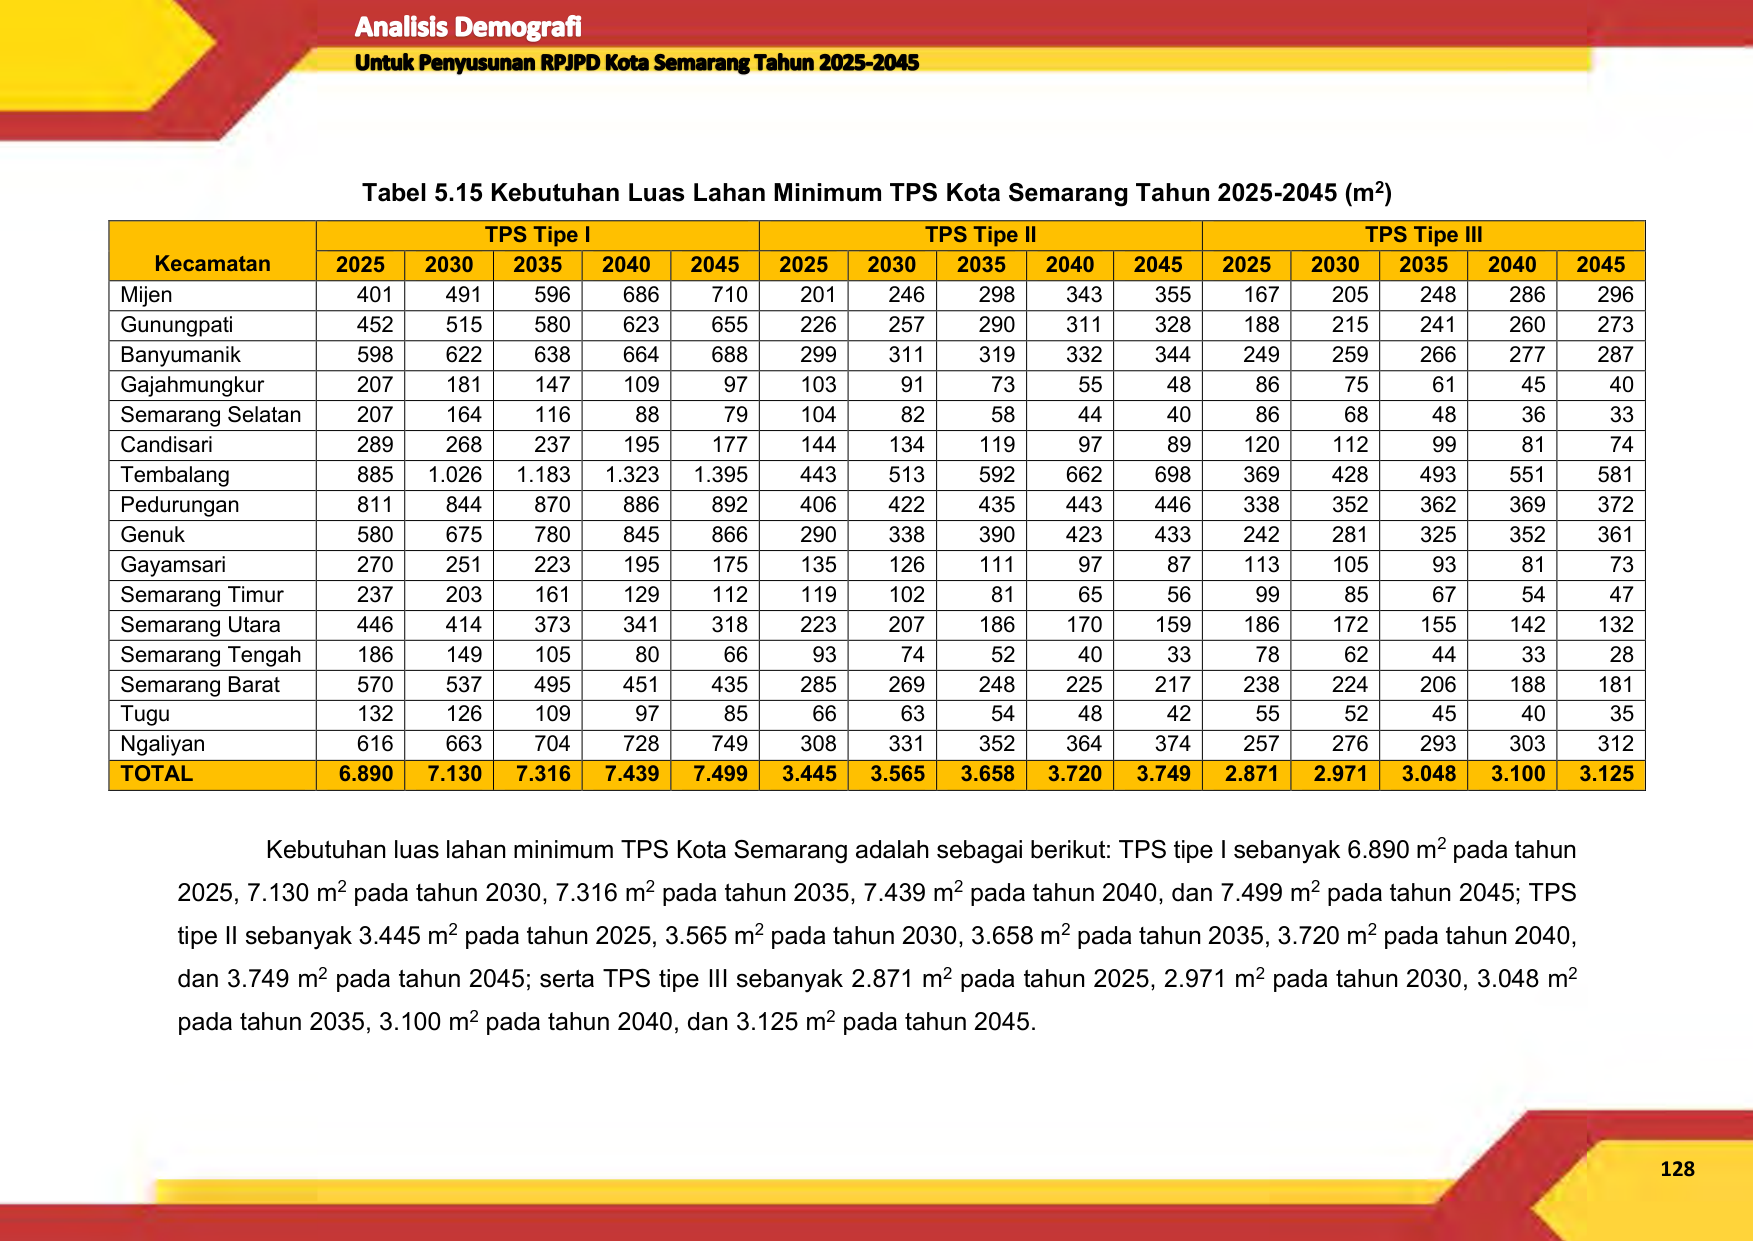 Analisis Demografi
Untuk Penyusunan RPJPD Kota Semarang Tahun 2025-2045
Tabel 5.15 Kebutuhan Luas Lahan Minimum TPS Kota Semarang Tahun 2025-2045 (m²)
Kecamatan TPS Tipe I TPS Tipe II TPS Tipe III
2025 2030 2035 2040 2045 2025 2030 2035 2040 2045 2025 2030 2035 2040 2045
Mijen 401 491 596 686 710 201 246 298 343 355 167 205 248 286 296
Gunungpati 452 515 580 623 655 226 257 290 311 328 188 215 241 260 273
Banyumanik 598 622 638 664 688 299 311 319 332 344 249 259 266 277 287
Gajahmungkur 207 181 147 109 97 103 91 73 55 48 86 75 61 45 40
Semarang Selatan 207 164 116 88 79 104 82 58 44 40 86 68 48 36 33
Candisari 289 268 237 195 177 144 134 119 97 89 120 112 99 81 74
Tembalang 885 1.026 1.183 1.323 1.395 443 513 592 662 698 369 428 493 551 581
Pedurungan 811 844 870 886 892 406 422 435 443 446 338 352 362 369 372
Genuk 580 675 780 845 866 290 338 390 423 433 242 281 325 352 361
Gayamsari 270 251 223 195 175 135 126 111 97 87 113 105 93 81 73
Semarang Timur 237 203 161 129 112 119 102 81 65 56 99 85 67 54 47
Semarang Utara 446 414 373 341 318 223 207 186 170 159 186 172 155 142 132
Semarang Tengah 186 149 105 80 66 93 74 52 40 33 78 62 44 33 28
Semarang Barat 570 537 495 451 435 285 269 248 225 217 238 224 206 188 181
Tugu 132 126 109 97 85 66 63 54 48 42 55 52 45 40 35
Ngaliyan 616 663 704 728 749 308 331 352 364 374 257 276 293 303 312
TOTAL 6.890 7.130 7.316 7.439 7.499 3.445 3.565 3.658 3.720 3.749 2.871 2.971 3.048 3.100 3.125
Kebutuhan luas lahan minimum TPS Kota Semarang adalah sebagai berikut: TPS tipe I sebanyak 6.890 m² pada tahun
2025, 7.130 m² pada tahun 2030, 7.316 m² pada tahun 2035, 7.439 m² pada tahun 2040, dan 7.499 m² pada tahun 2045; TPS
tipe II sebanyak 3.445 m² pada tahun 2025, 3.565 m² pada tahun 2030, 3.658 m² pada tahun 2035, 3.720 m² pada tahun 2040,
dan 3.749 m² pada tahun 2045; serta TPS tipe III sebanyak 2.871 m² pada tahun 2025, 2.971 m² pada tahun 2030, 3.048 m²
pada tahun 2035, 3.100 m² pada tahun 2040, dan 3.125 m² pada tahun 2045.
128